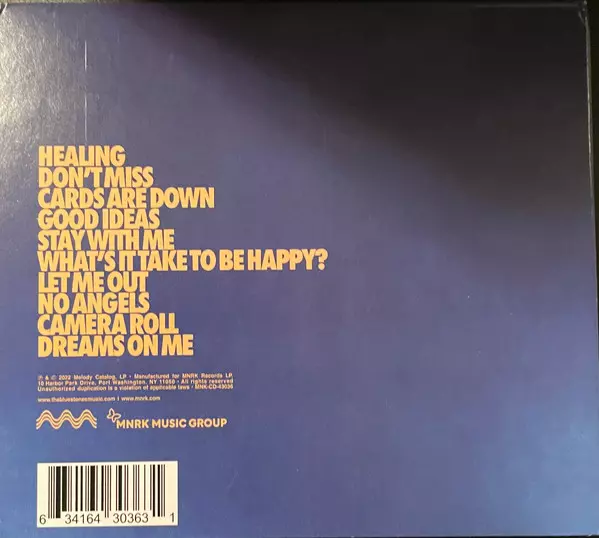 HEALING
DON'T MISS
CARDS ARE DOWN
GOOD IDEAS
STAY WITH ME
WHAT'S IT TAKE TO BE HAPPY?
LET ME OUT
NO ANGELS
CAMERA ROLL
DREAMS ON ME
℗ & © 2022 Melody Catalog, LP • Manufactured for MNRK Records LP,
10 Harbor Park Drive, Port Washington, NY 11050 • All rights reserved
Unauthorized duplication is a violation of applicable laws • MNK-CD-43036
www.thebluestonesmusic.com | www.mnrk.com
MNRK MUSIC GROUP
6 34164 30363 1